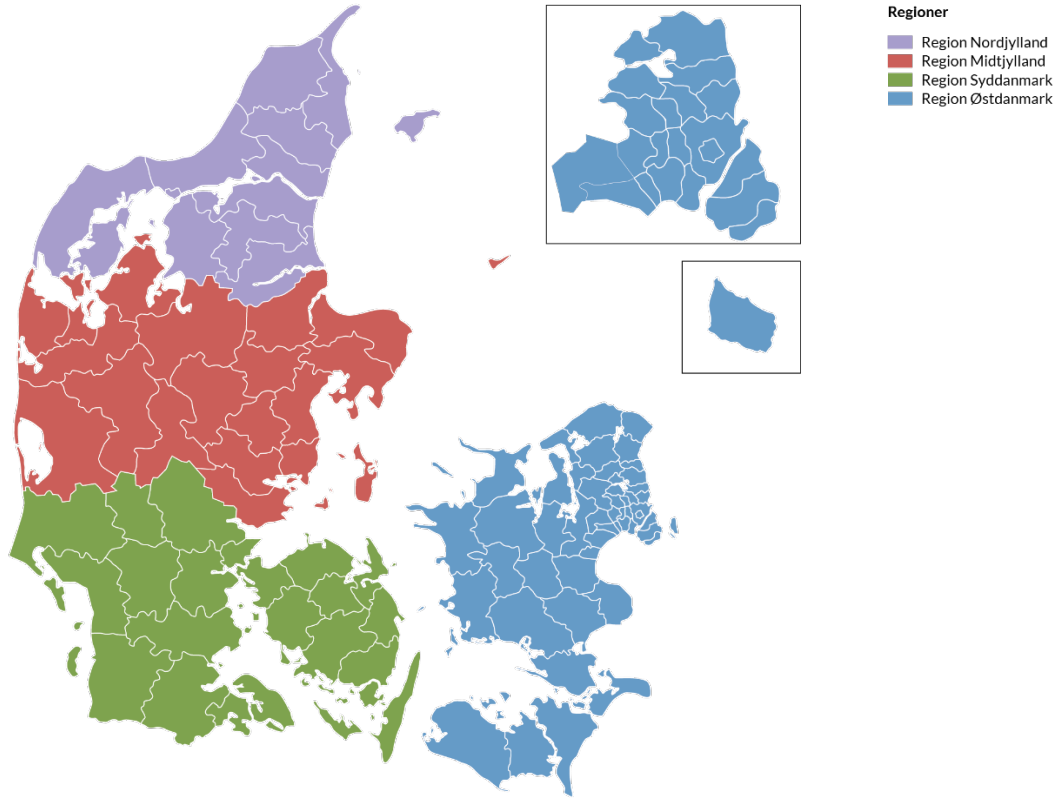 Regioner
Region Nordjylland
Region Midtjylland
Region Syddanmark
Region Østdanmark